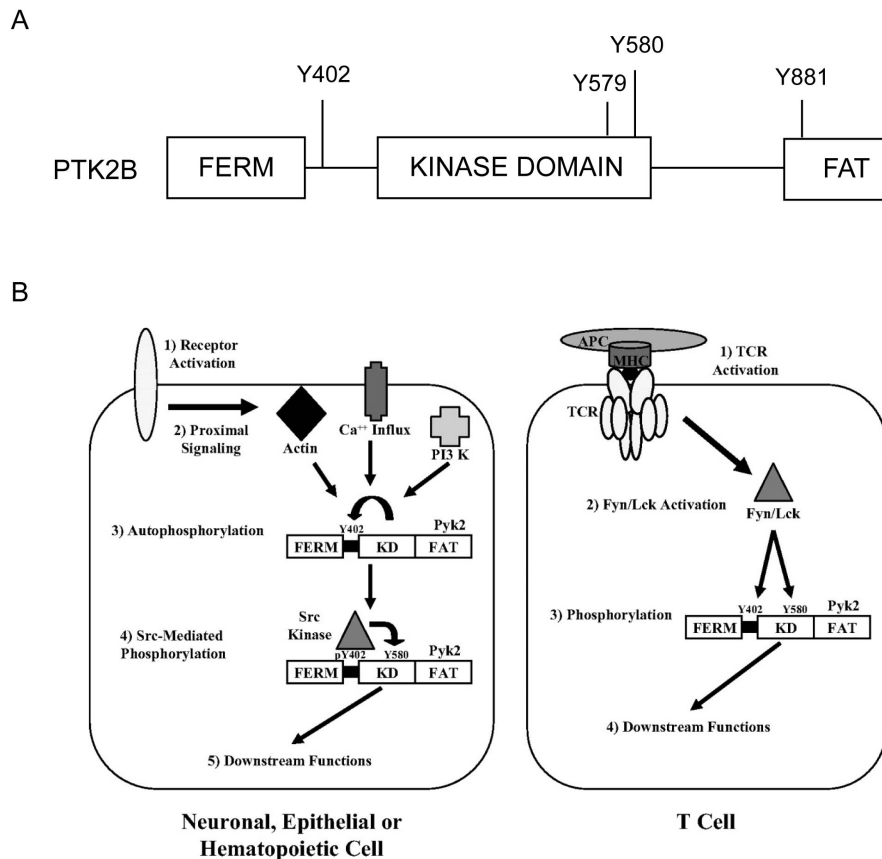 A
Y402
Y579
Y580
Y881
PTK2B
FERM
KINASE DOMAIN
FAT
B
1) Receptor
Activation
2) Proximal
Signaling
Actin
Ca++ Influx
PI3 K
3) Autophosphorylation
Y402
Pyk2
FERM
KD
FAT
4) Src-Mediated
Phosphorylation
Src
Kinase
pY402
Y580
Pyk2
FERM
KD
FAT
5) Downstream Functions
Neuronal, Epithelial or
Hematopoietic Cell
APC
MHC
TCR
1) TCR
Activation
2) Fyn/Lck Activation
Fyn/Lck
3) Phosphorylation
Y402
Y580
Pyk2
FERM
KD
FAT
4) Downstream Functions
T Cell